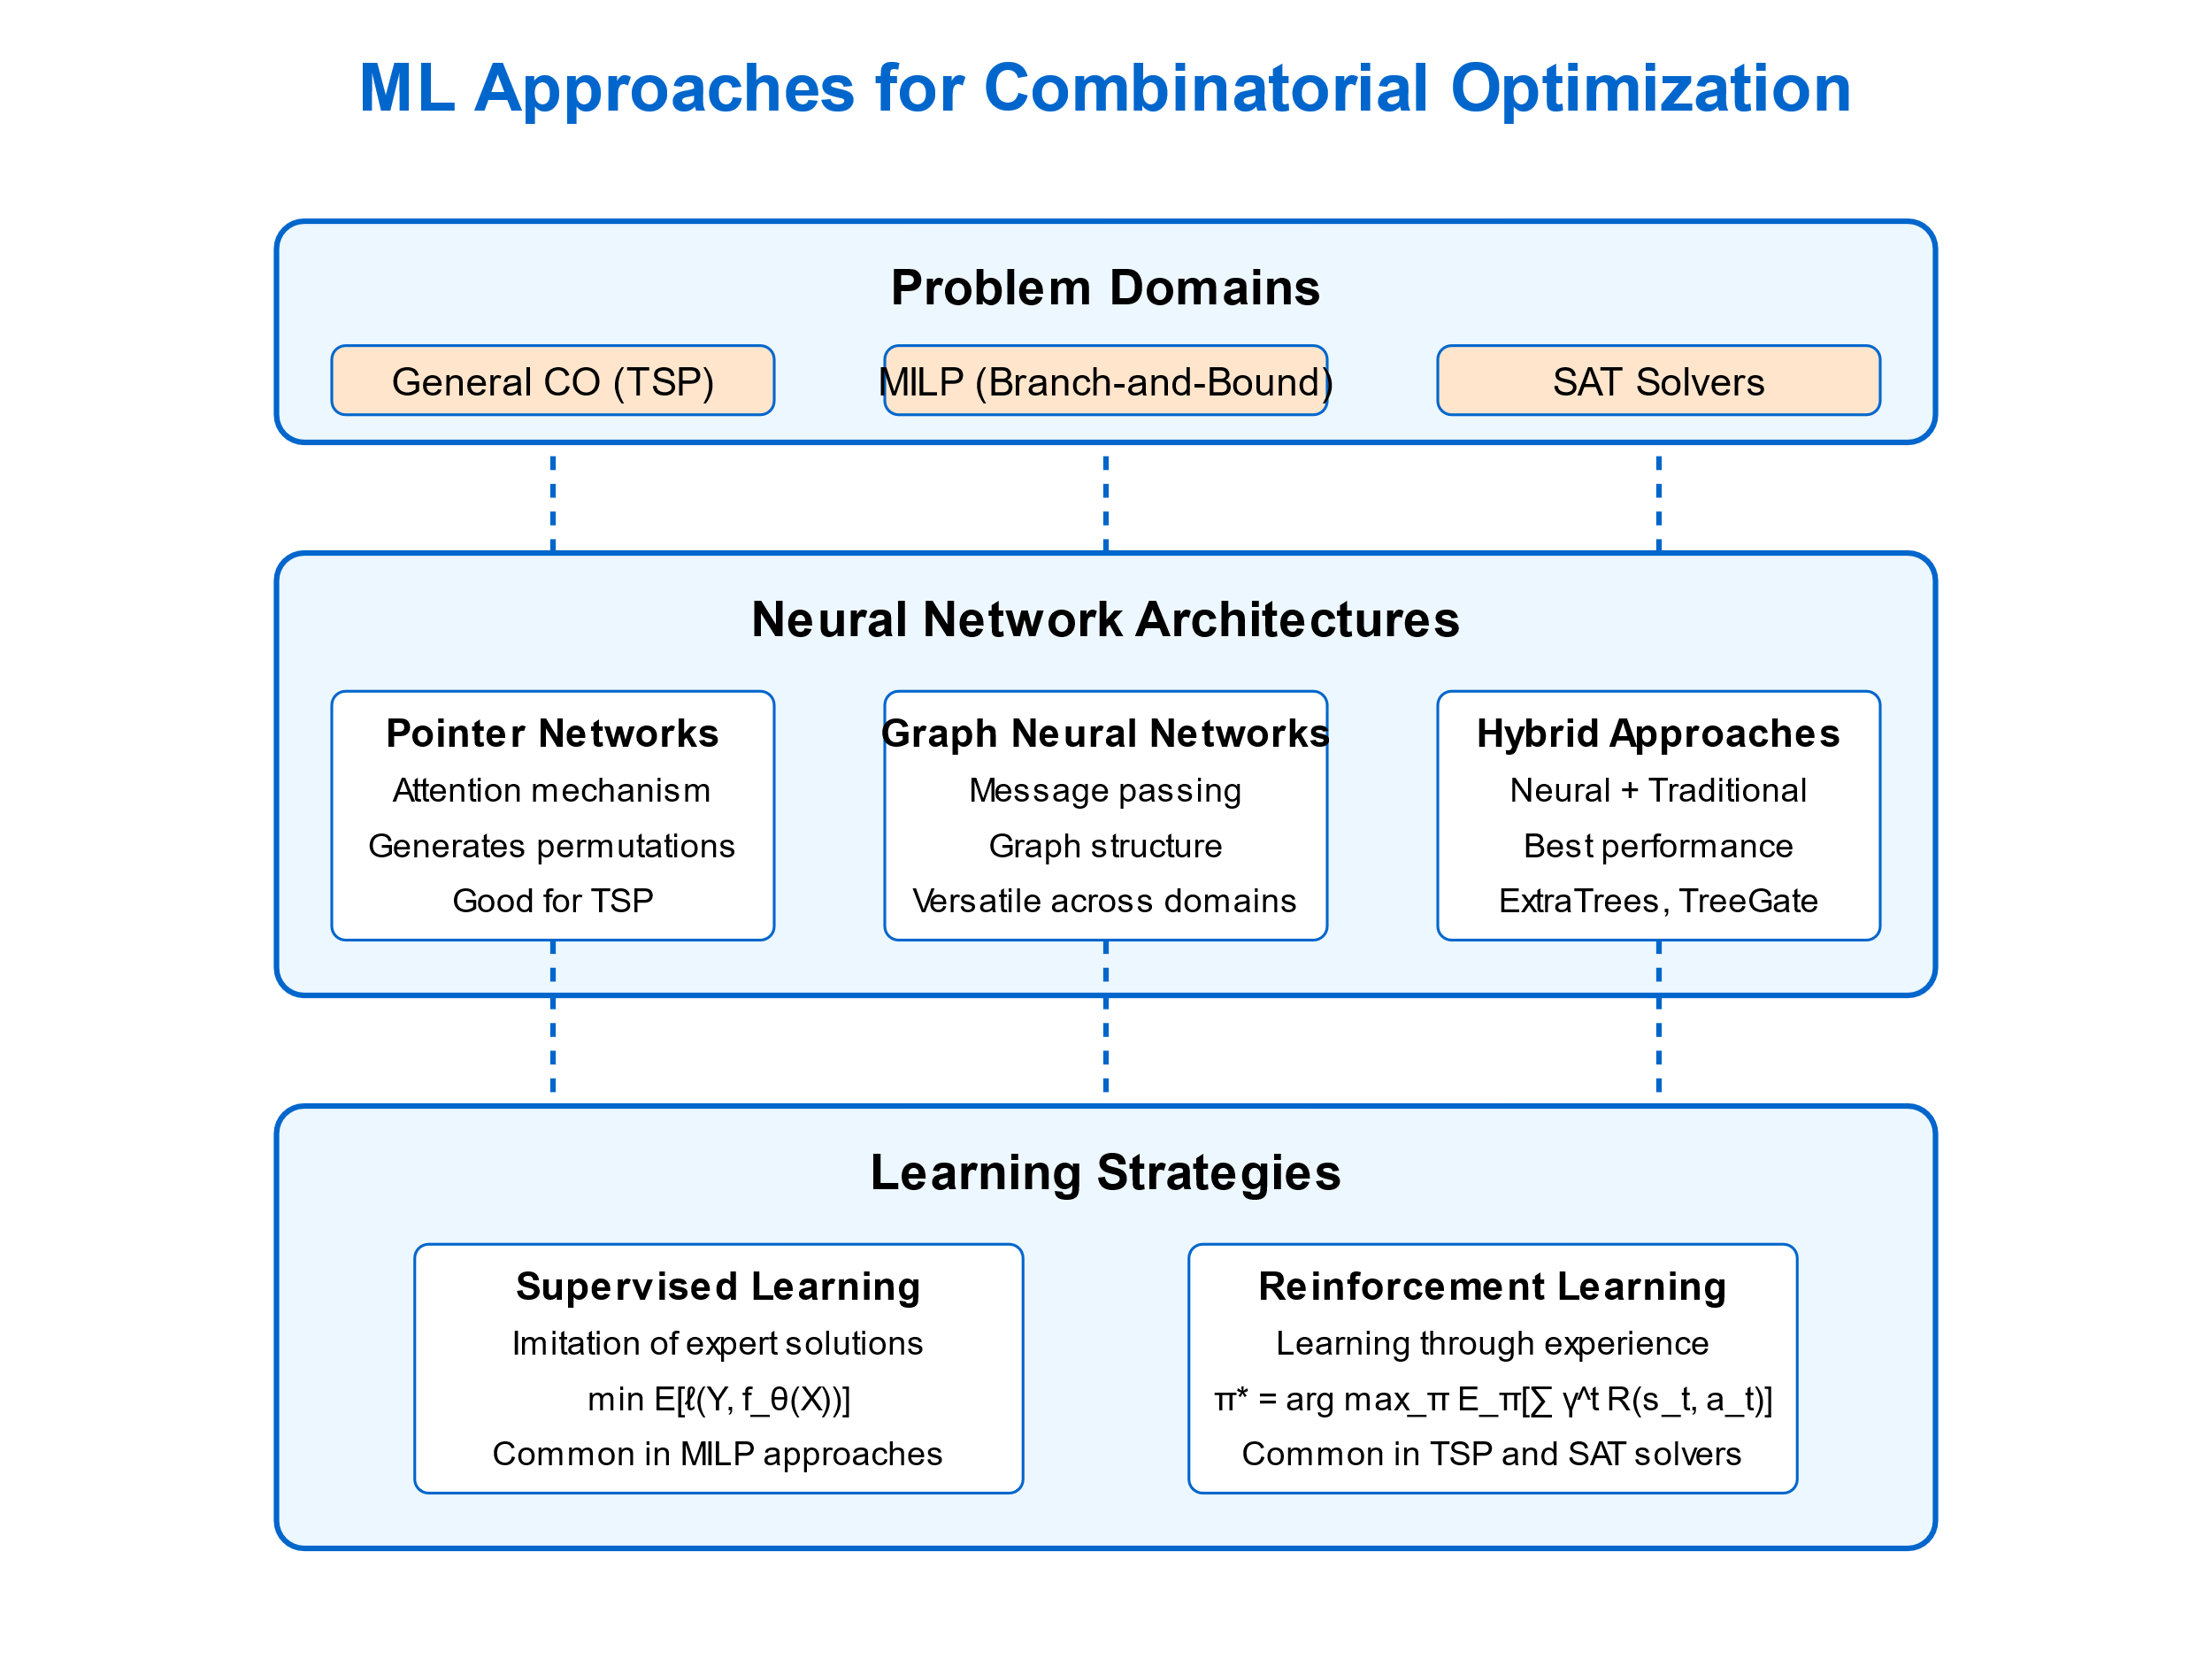 ML Approaches for Combinatorial Optimization
Problem Domains
General CO (TSP)
MILP (Branch-and-Bound)
SAT Solvers
Neural Network Architectures
Pointer Networks
Attention mechanism
Generates permutations
Good for TSP
Graph Neural Networks
Message passing
Graph structure
Versatile across domains
Hybrid Approaches
Neural + Traditional
Best performance
ExtraTrees, TreeGate
Learning Strategies
Supervised Learning
Imitation of expert solutions
min E[ℓ(Y, f_θ(X))]
Common in MILP approaches
Reinforcement Learning
Learning through experience
π* = arg max_π E_π[∑ γ^t R(s_t, a_t)]
Common in TSP and SAT solvers